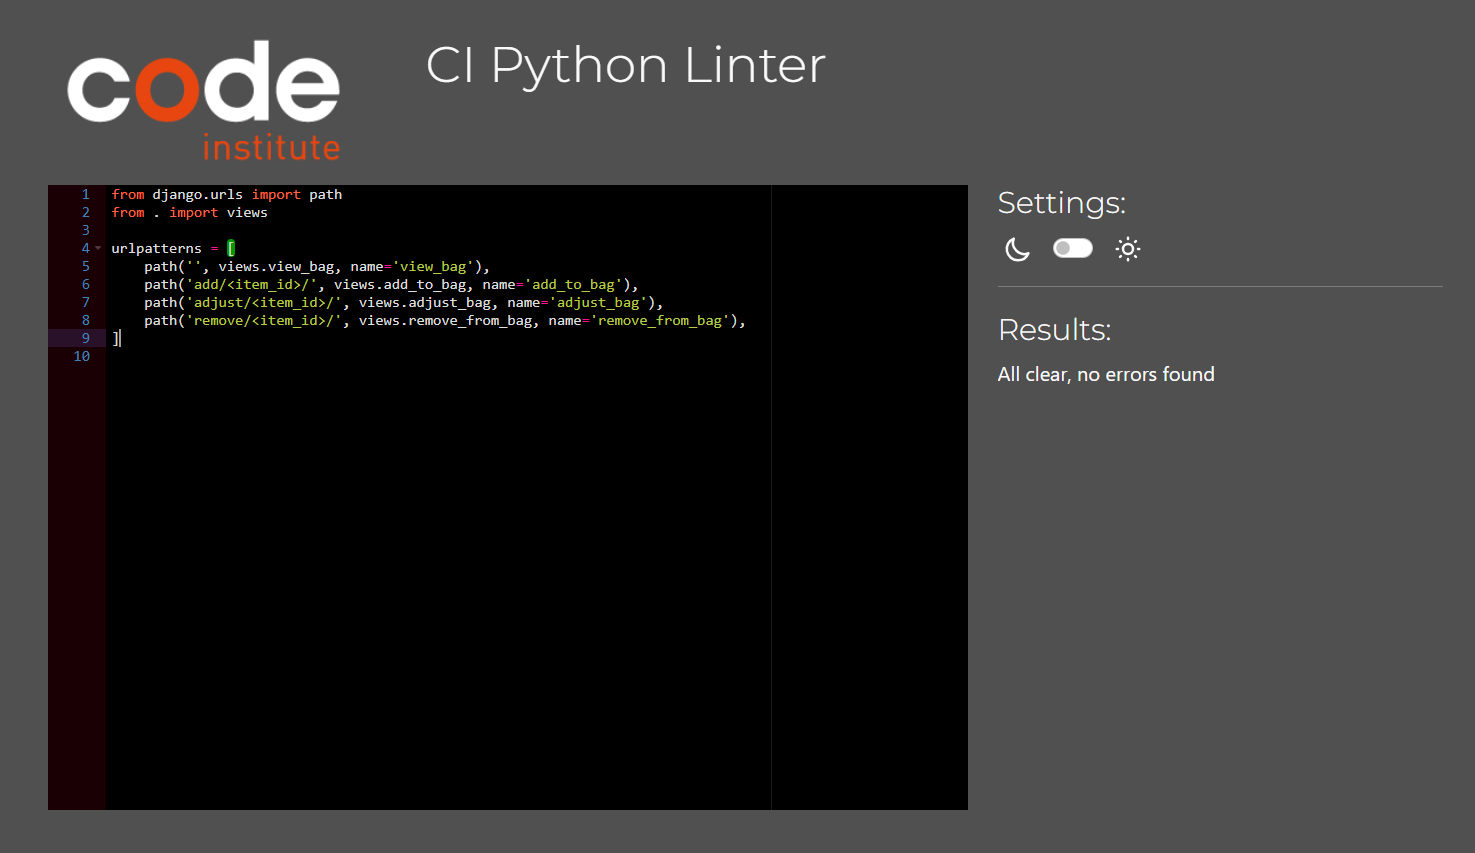 code
institute
CI Python Linter
1 from django.urls import path
2 from . import views
3
4 urlpatterns = [
5     path('', views.view_bag, name='view_bag'),
6     path('add/<item_id>/', views.add_to_bag, name='add_to_bag'),
7     path('adjust/<item_id>/', views.adjust_bag, name='adjust_bag'),
8     path('remove/<item_id>/', views.remove_from_bag, name='remove_from_bag'),
9 ]
10
Settings:
Results:
All clear, no errors found